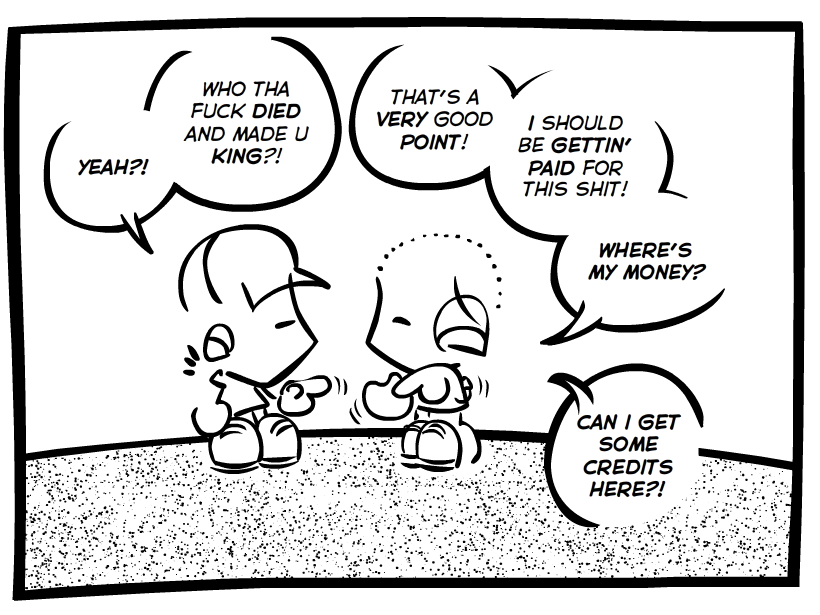 YEAH?!
WHO THA
FUCK DIED
AND MADE U
KING?!
THAT'S A
VERY GOOD
POINT!
I SHOULD
BE GETTIN'
PAID FOR
THIS SHIT!
WHERE'S
MY MONEY?
CAN I GET
SOME
CREDITS
HERE?!